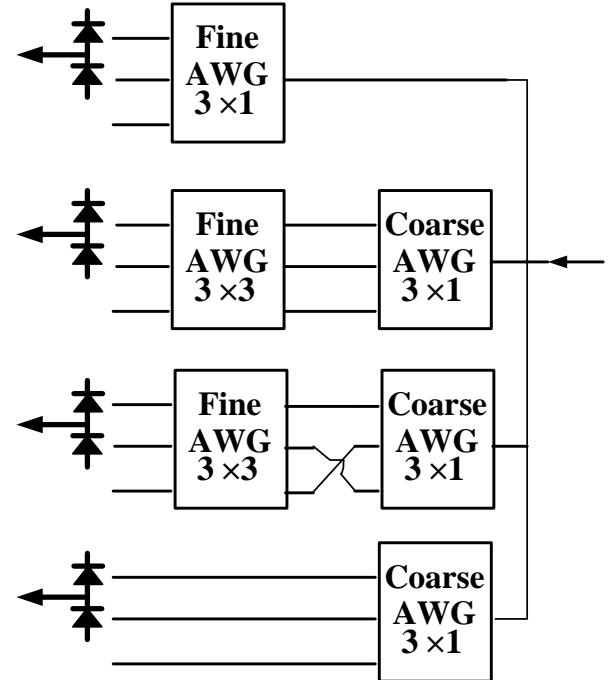 Fine
AWG
3 ×1
Fine
AWG
3 ×3
Coarse
AWG
3 ×1
Fine
AWG
3 ×3
Coarse
AWG
3 ×1
Coarse
AWG
3 ×1